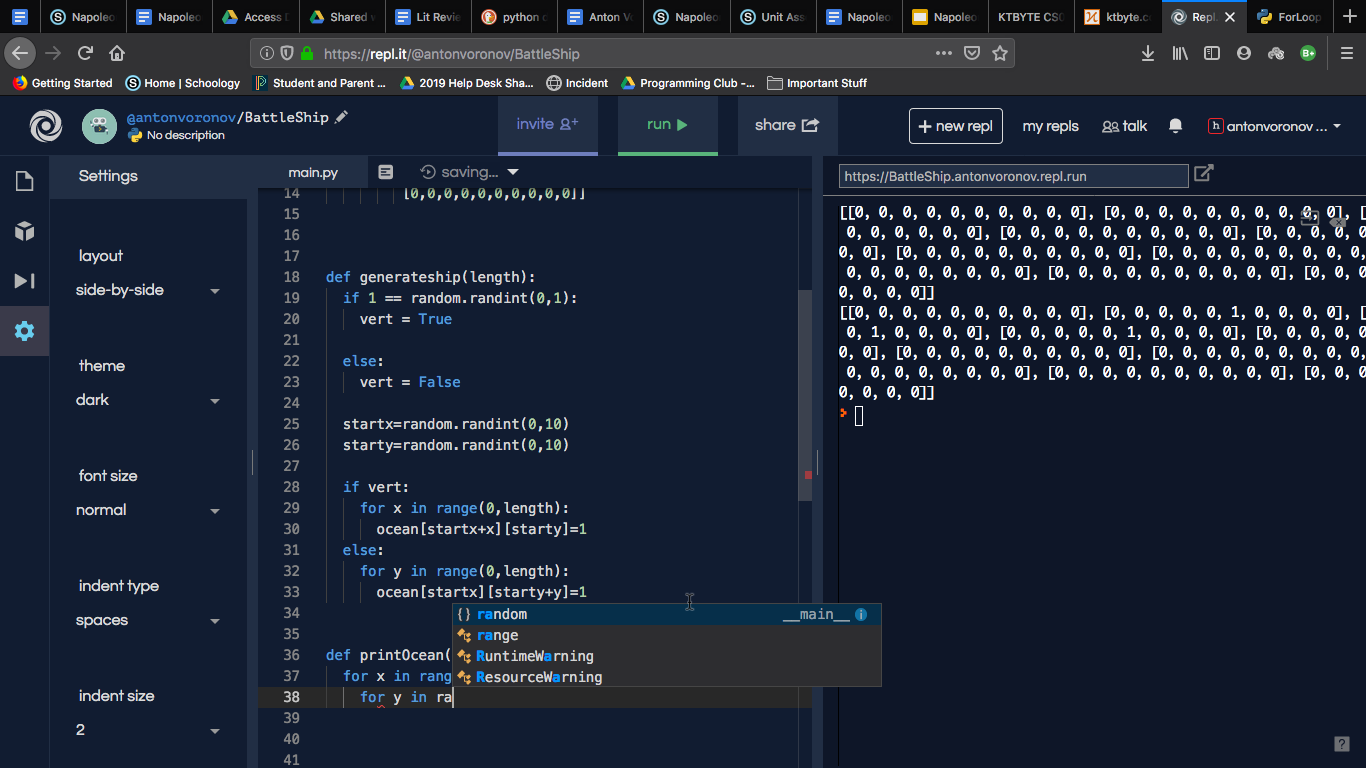 Napoleo
Napoleo
Access D
Shared w
Lit Revie
python c
Anton Vo
Napoleo
Unit Ass
Napoleo
Napoleo
KTBYTE CSC
ktbyte.c
Repl.
ForLoop
https://repl.it/@antonvoronov/BattleShip
Getting Started
Home | Schoology
Student and Parent ...
2019 Help Desk Sha...
Incident
Programming Club -...
Important Stuff
@antonvoronov/BattleShip
No description
invite
run
share
+ new repl
my repls
talk
h antonvoronov ...
Settings
layout
side-by-side
theme
dark
font size
normal
indent type
spaces
indent size
2
main.py
saving...
14 [0,0,0,0,0,0,0,0,0,0]]
15
16
17
18 def generateship(length):
19 if 1 == random.randint(0,1):
20 vert = True
21
22 else:
23 vert = False
24
25 startx=random.randint(0,10)
26 starty=random.randint(0,10)
27
28 if vert:
29 for x in range(0,length):
30 ocean[startx+x][starty]=1
31 else:
32 for y in range(0,length):
33 ocean[startx][starty+y]=1
34
35
36 def printOcean(
37 for x in rang
38 for y in ra
39
40
41
{} random __main__
range
RuntimeWarning
ResourceWarning
https://BattleShip.antonvoronov.repl.run
[[0, 0, 0, 0, 0, 0, 0, 0, 0, 0], [0, 0, 0, 0, 0, 0, 0, 0, 0, 0], [
0, 0, 0, 0, 0, 0], [0, 0, 0, 0, 0, 0, 0, 0, 0, 0], [0, 0, 0, 0,
0, 0], [0, 0, 0, 0, 0, 0, 0, 0, 0, 0], [0, 0, 0, 0, 0, 0, 0, 0,
0, 0, 0, 0, 0, 0, 0, 0], [0, 0, 0, 0, 0, 0, 0, 0, 0, 0], [0, 0, 0
0, 0, 0, 0]]
[[0, 0, 0, 0, 0, 0, 0, 0, 0, 0], [0, 0, 0, 0, 0, 1, 0, 0, 0, 0], [
0, 1, 0, 0, 0, 0], [0, 0, 0, 0, 0, 1, 0, 0, 0, 0], [0, 0, 0, 0,
0, 0], [0, 0, 0, 0, 0, 0, 0, 0, 0, 0], [0, 0, 0, 0, 0, 0, 0, 0,
0, 0, 0, 0, 0, 0, 0, 0], [0, 0, 0, 0, 0, 0, 0, 0, 0, 0], [0, 0, 0
0, 0, 0, 0]]